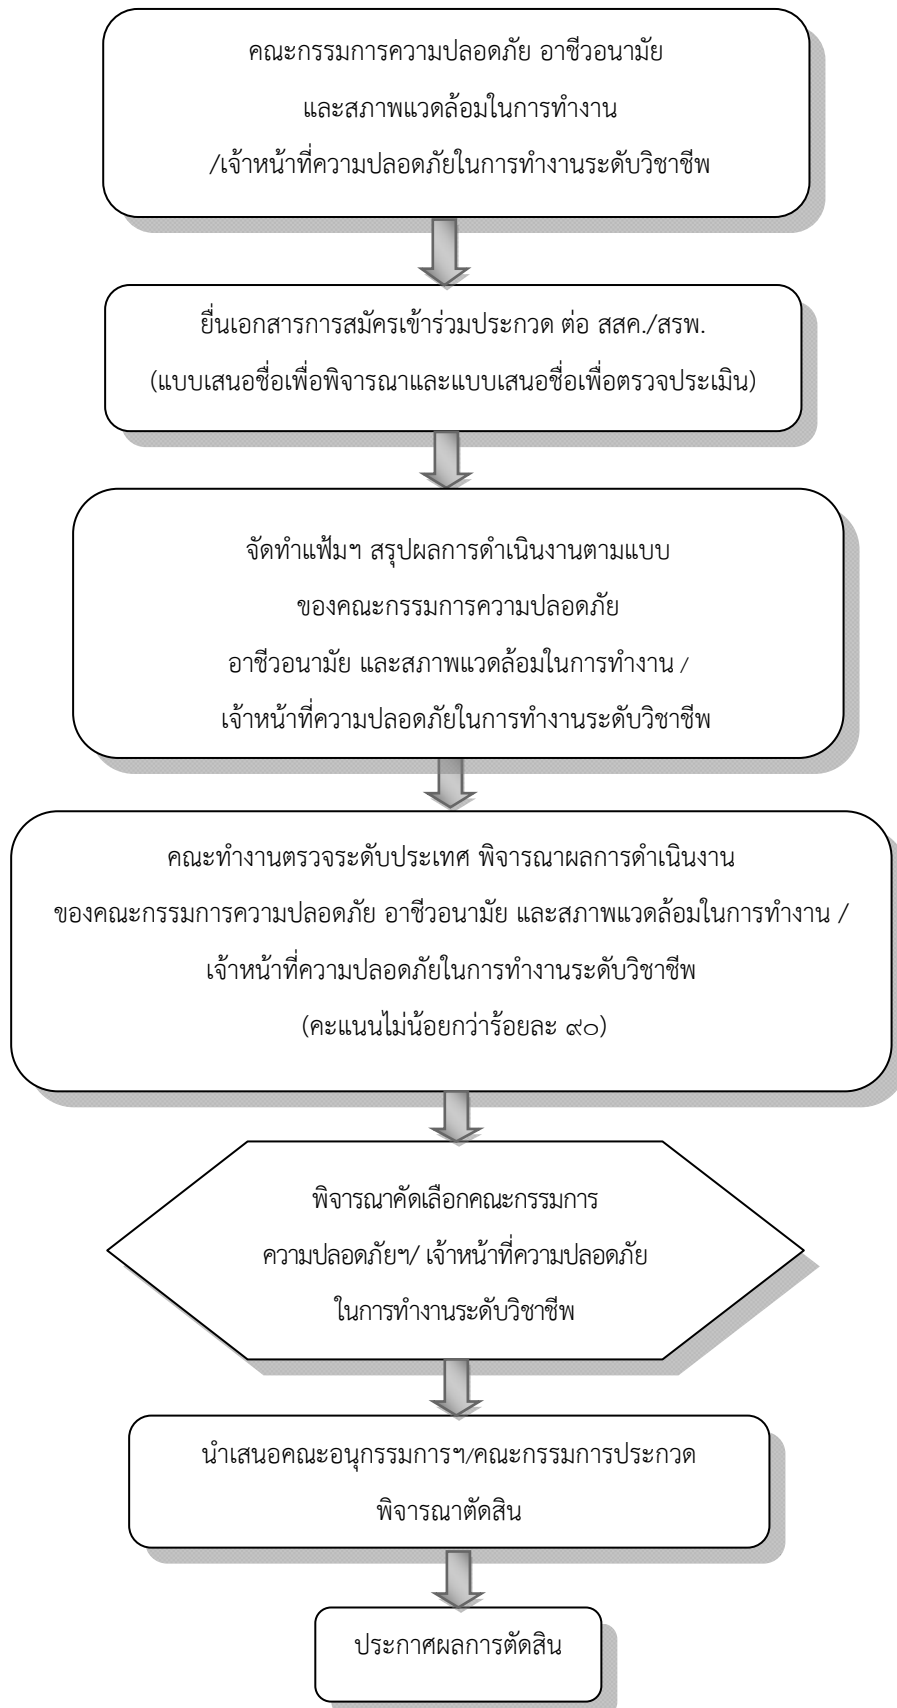 คณะกรรมการความปลอดภัย อาชีวอนามัย
และสภาพแวดล้อมในการทำงาน
/เจ้าหน้าที่ความปลอดภัยในการทำงานระดับวิชาชีพ
ยื่นเอกสารการสมัครเข้าร่วมประกวด ต่อ สสค./สรพ.
(แบบเสนอชื่อเพื่อพิจารณาและแบบเสนอชื่อเพื่อตรวจประเมิน)
จัดทำแฟ้มฯ สรุปผลการดำเนินงานตามแบบ
ของคณะกรรมการความปลอดภัย
อาชีวอนามัย และสภาพแวดล้อมในการทำงาน /
เจ้าหน้าที่ความปลอดภัยในการทำงานระดับวิชาชีพ
คณะทำงานตรวจระดับประเทศ พิจารณาผลการดำเนินงาน
ของคณะกรรมการความปลอดภัย อาชีวอนามัย และสภาพแวดล้อมในการทำงาน /
เจ้าหน้าที่ความปลอดภัยในการทำงานระดับวิชาชีพ
(คะแนนไม่น้อยกว่าร้อยละ ๙๐)
พิจารณาคัดเลือกคณะกรรมการ
ความปลอดภัยฯ/ เจ้าหน้าที่ความปลอดภัย
ในการทำงานระดับวิชาชีพ
นำเสนอคณะอนุกรรมการฯ/คณะกรรมการประกวด
พิจารณาตัดสิน
ประกาศผลการตัดสิน